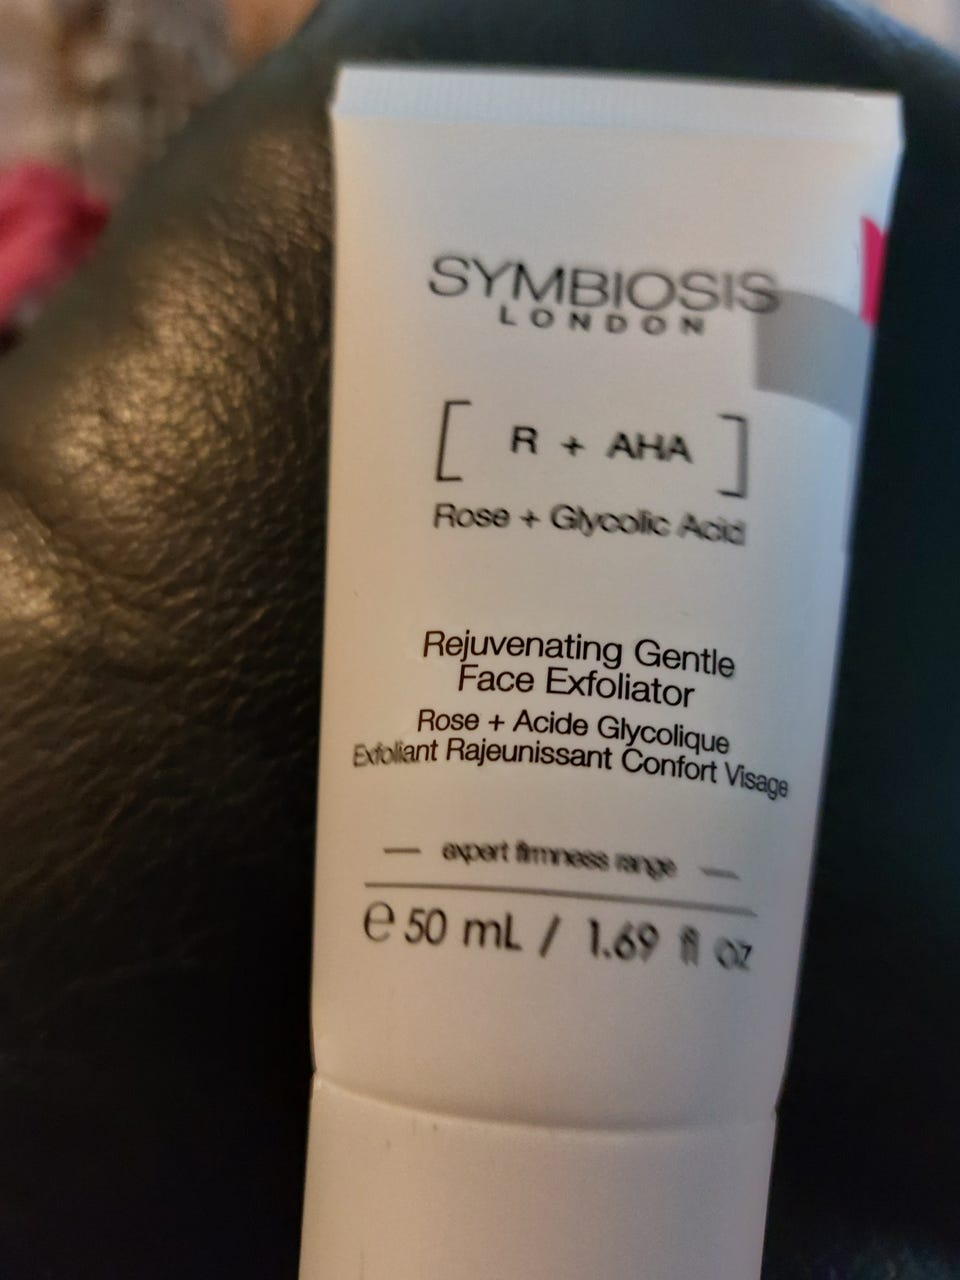 SYMBIOSIS
LONDON
[ R + AHA ]
Rose + Glycolic Acid
Rejuvenating Gentle
Face Exfoliator
Rose + Acide Glycolique
Exfoliant Rajeunissant Confort Visage
— expert firmness range —
℮ 50 mL / 1.69 fl oz